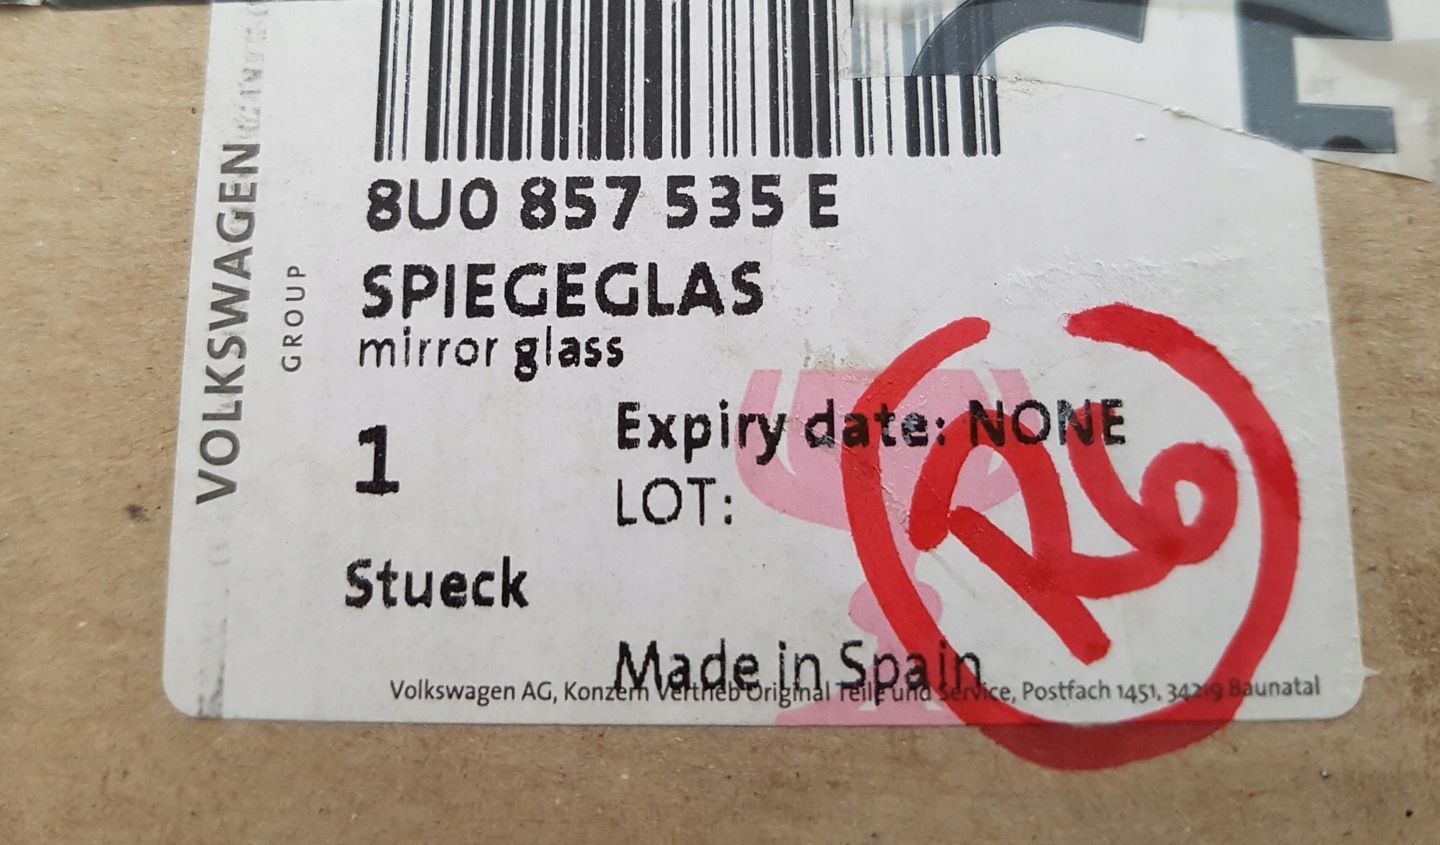 VOLKSWAGEN
GROUP
8U0 857 535 E
SPIEGEGLAS
mirror glass
1
Expiry date: NONE
LOT:
Stueck
Made in Spain
Volkswagen AG, Konzern Vertrieb Original Teile und Service, Postfach 1451, 34219 Baunatal
R6